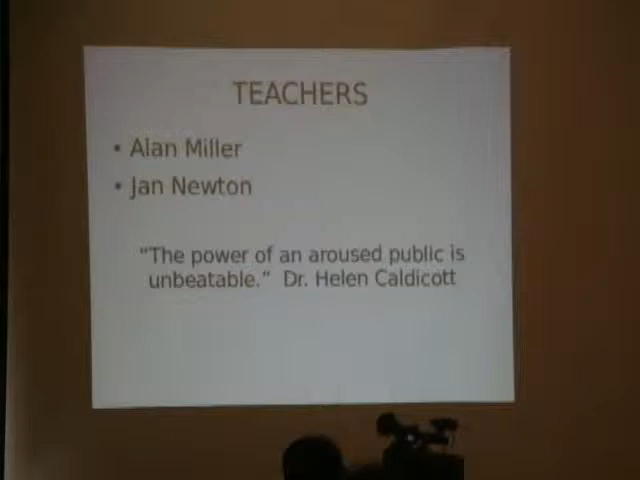 TEACHERS
• Alan Miller
• Jan Newton
“The power of an aroused public is
unbeatable.” Dr. Helen Caldicott